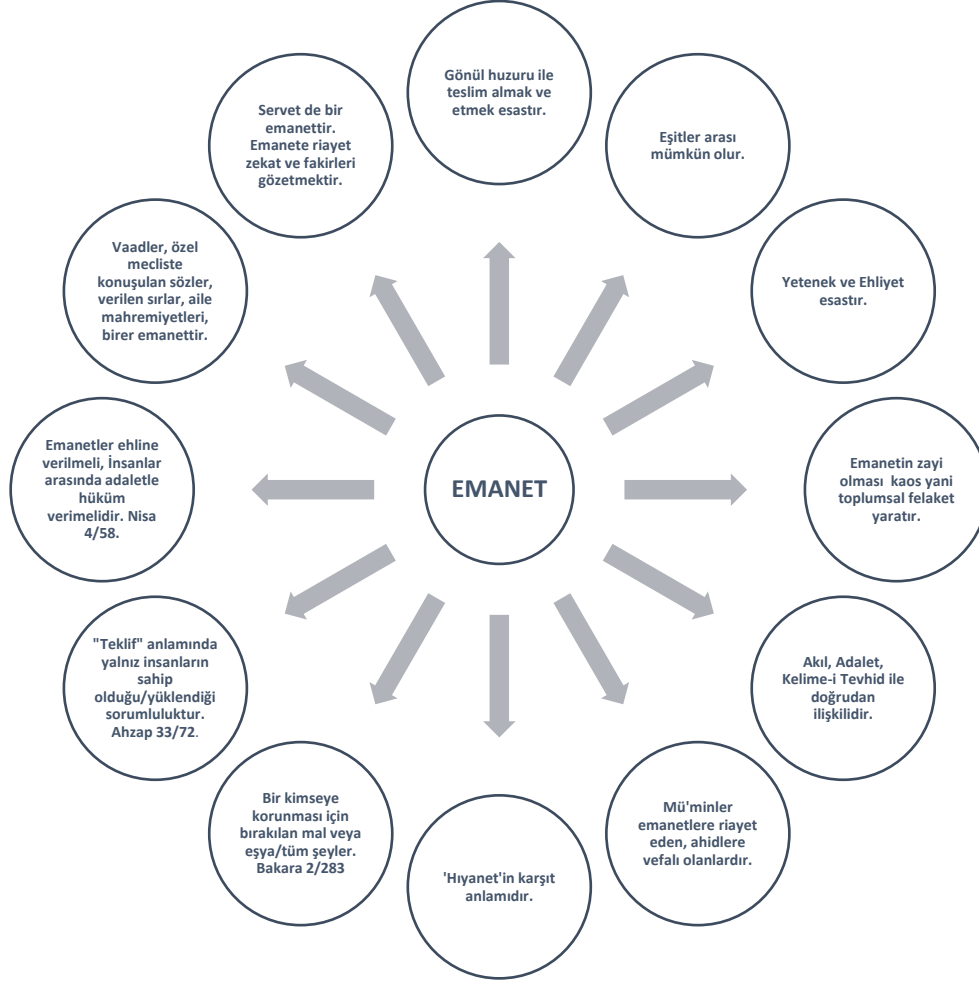 Gönül huzuru ile
teslim almak ve
etmek esastır.
Eşitler arası
mümkün olur.
Yetenek ve Ehliyet
esastır.
Emanetin zayi
olması kaos yani
toplumsal felaket
yaratır.
Akıl, Adalet,
Kelime-i Tevhid ile
doğrudan
ilişkilidir.
Mü'minler
emanetlere riayet
eden, ahidlere
vefalı olanlardır.
'Hıyanet'in karşıt
anlamıdır.
Bir kimseye
korunması için
bırakılan mal veya
eşya/tüm şeyler.
Bakara 2/283
"Teklif" anlamında
yalnız insanların
sahip
olduğu/yüklendiği
sorumluluktur.
Ahzap 33/72.
Emanetler ehline
verilmeli, İnsanlar
arasında adaletle
hüküm
verimelidir. Nisa
4/58.
Vaadler, özel
mecliste
konuşulan sözler,
verilen sırlar, aile
mahremiyetleri,
birer emanettir.
Servet de bir
emanettir.
Emanete riayet
zekat ve fakirleri
gözetmektir.
EMANET